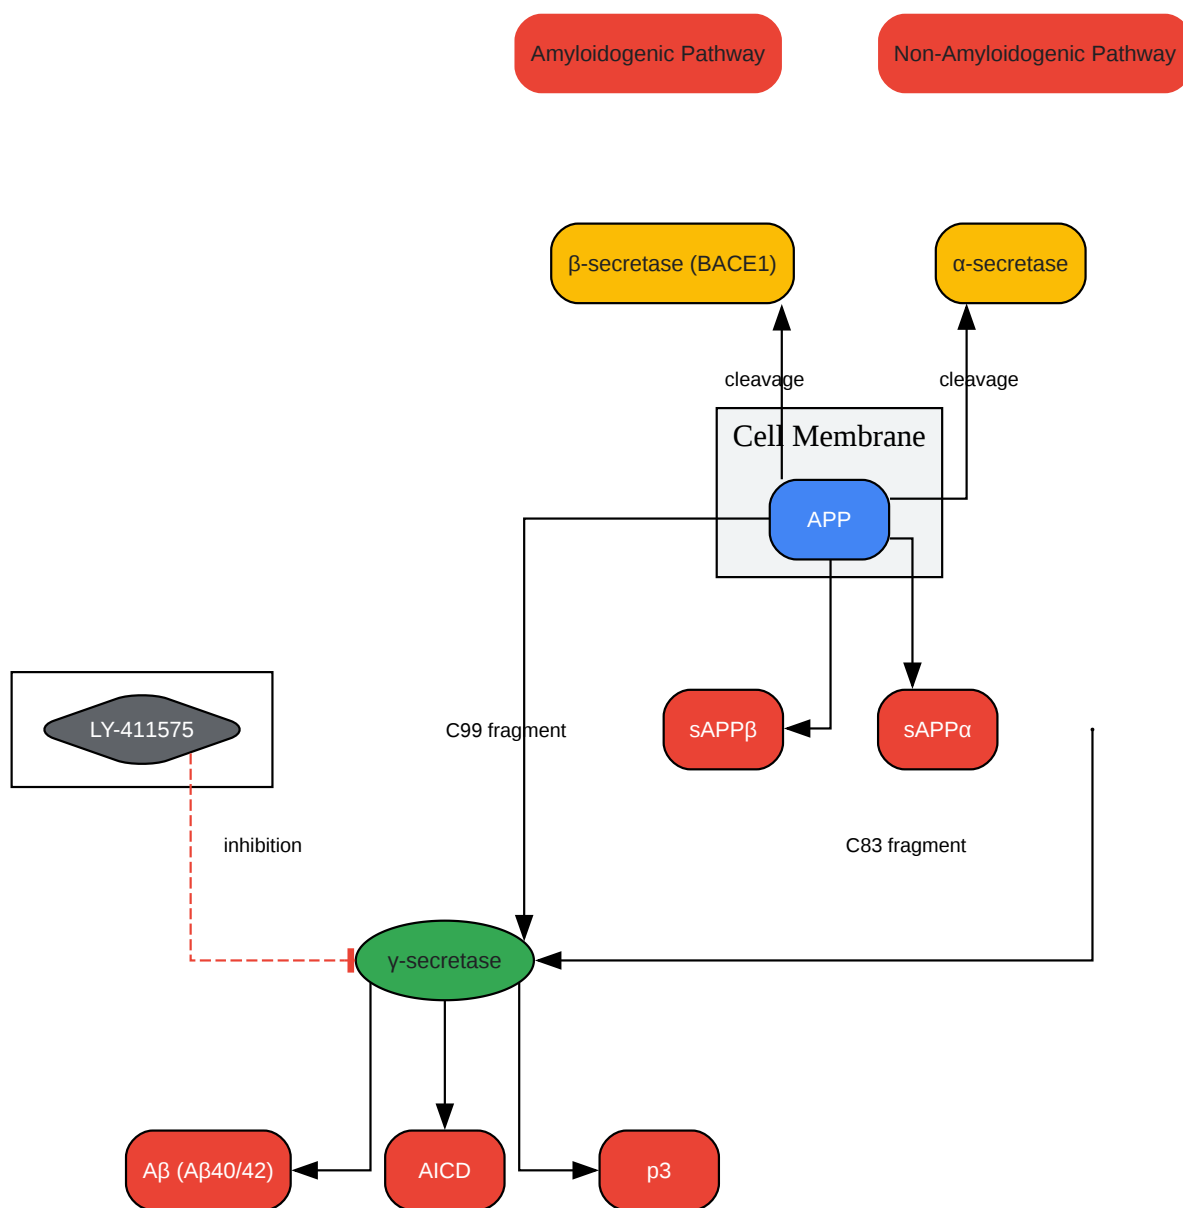 Amyloidogenic Pathway
Non-Amyloidogenic Pathway
β-secretase (BACE1)
α-secretase
cleavage
cleavage
Cell Membrane
APP
LY-411575
C99 fragment
sAPPβ
sAPPα
inhibition
C83 fragment
γ-secretase
Aβ (Aβ40/42)
AICD
p3